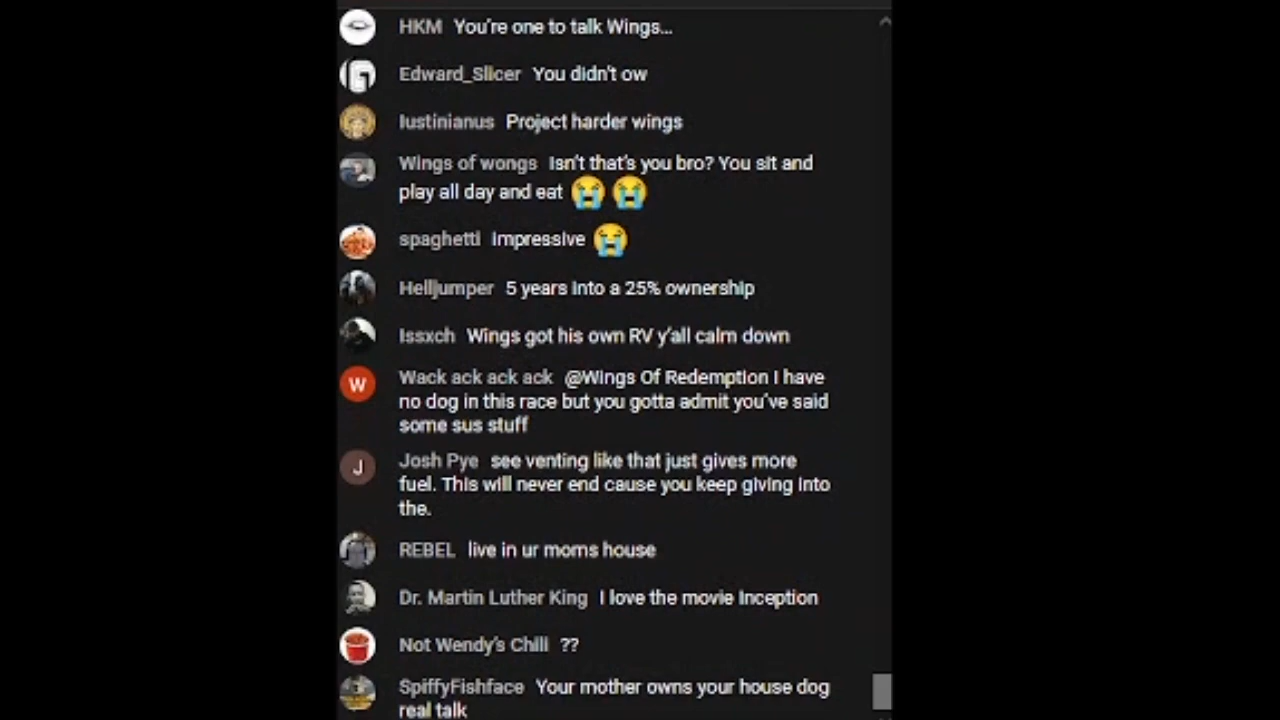 HKM You're one to talk Wings...
Edward_Slicer You didn't ow
Iustinianus Project harder wings
Wings of wongs Isn't that's you bro? You sit and
play all day and eat 😭 😭
spaghetti impressive 😭
Helljumper 5 years into a 25% ownership
Issxch Wings got his own RV y'all calm down
W
Wack ack ack ack @Wings Of Redemption I have
no dog in this race but you gotta admit you've said
some sus stuff
J
Josh Pye see venting like that just gives more
fuel. This will never end cause you keep giving into
the.
REBEL live in ur moms house
Dr. Martin Luther King I love the movie Inception
Not Wendy's Chili ??
SpiffyFishface Your mother owns your house dog
real talk